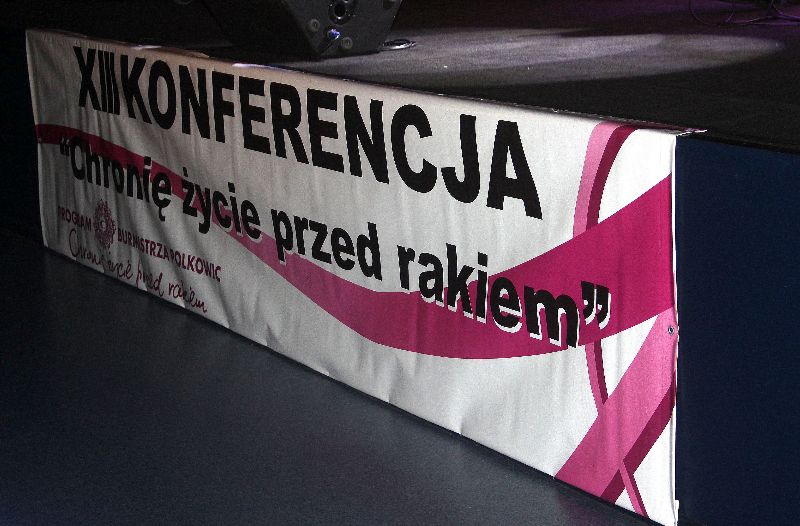 XIII KONFERENCJA
“Chronię życie przed rakiem”
PROGRAM BURMISTRZA POLKOWIC
Chronię życie przed rakiem